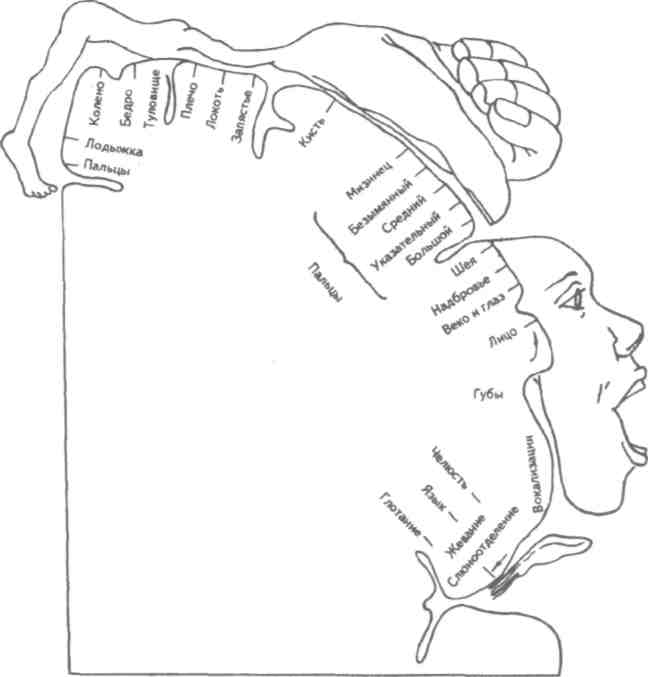 Колено
Бедро
Туловище
Плечо
Локоть
Запястье
Лодыжка
Пальцы
Кисть
Мизинец
Безымянный
Средний
Указательный
Большой
Пальцы
Шея
Надбровье
Веко и глаз
Лицо
Губы
Вокализация
Челюсть
Язык
Глотание
Жевание
Слюноотделение